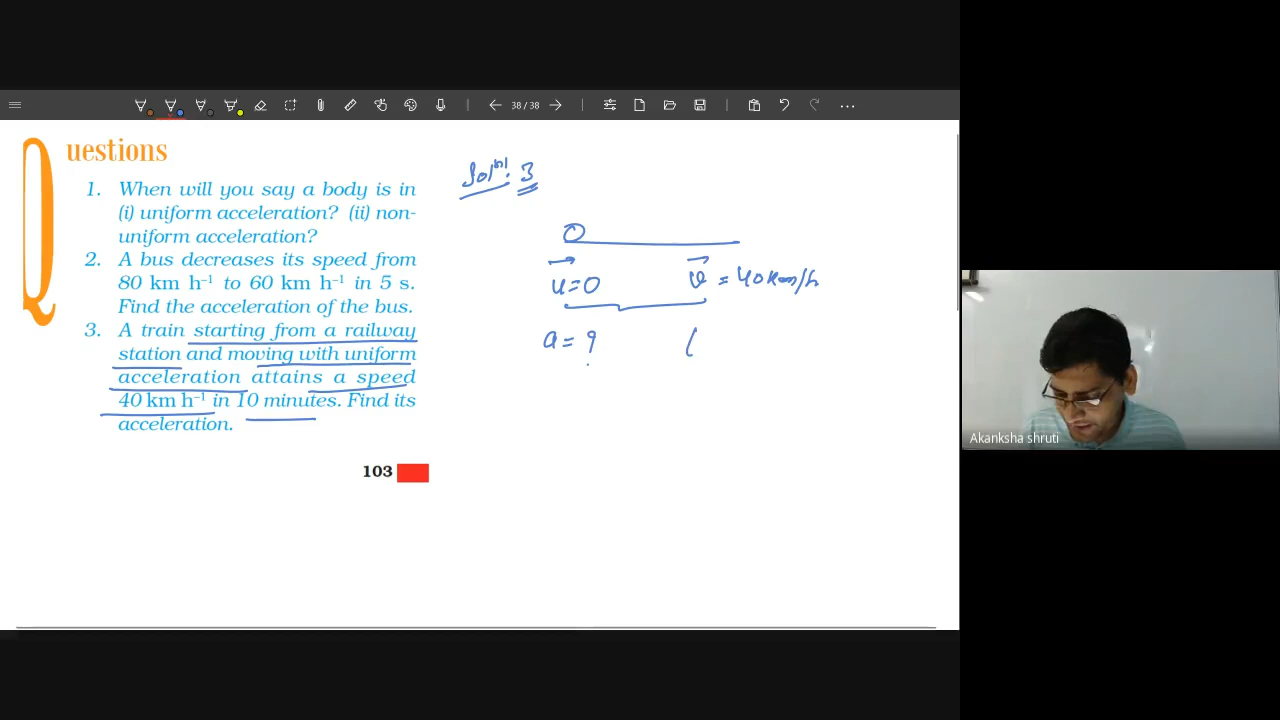 38 / 38
Questions
1. When will you say a body is in
(i) uniform acceleration? (ii) non-
uniform acceleration?
2. A bus decreases its speed from
80 km h⁻¹ to 60 km h⁻¹ in 5 s.
Find the acceleration of the bus.
3. A train starting from a railway
station and moving with uniform
acceleration attains a speed
40 km h⁻¹ in 10 minutes. Find its
acceleration.
103
Solⁿ: 3
u = 0
v = 40 km/h
a = ?
(
Akanksha shruti